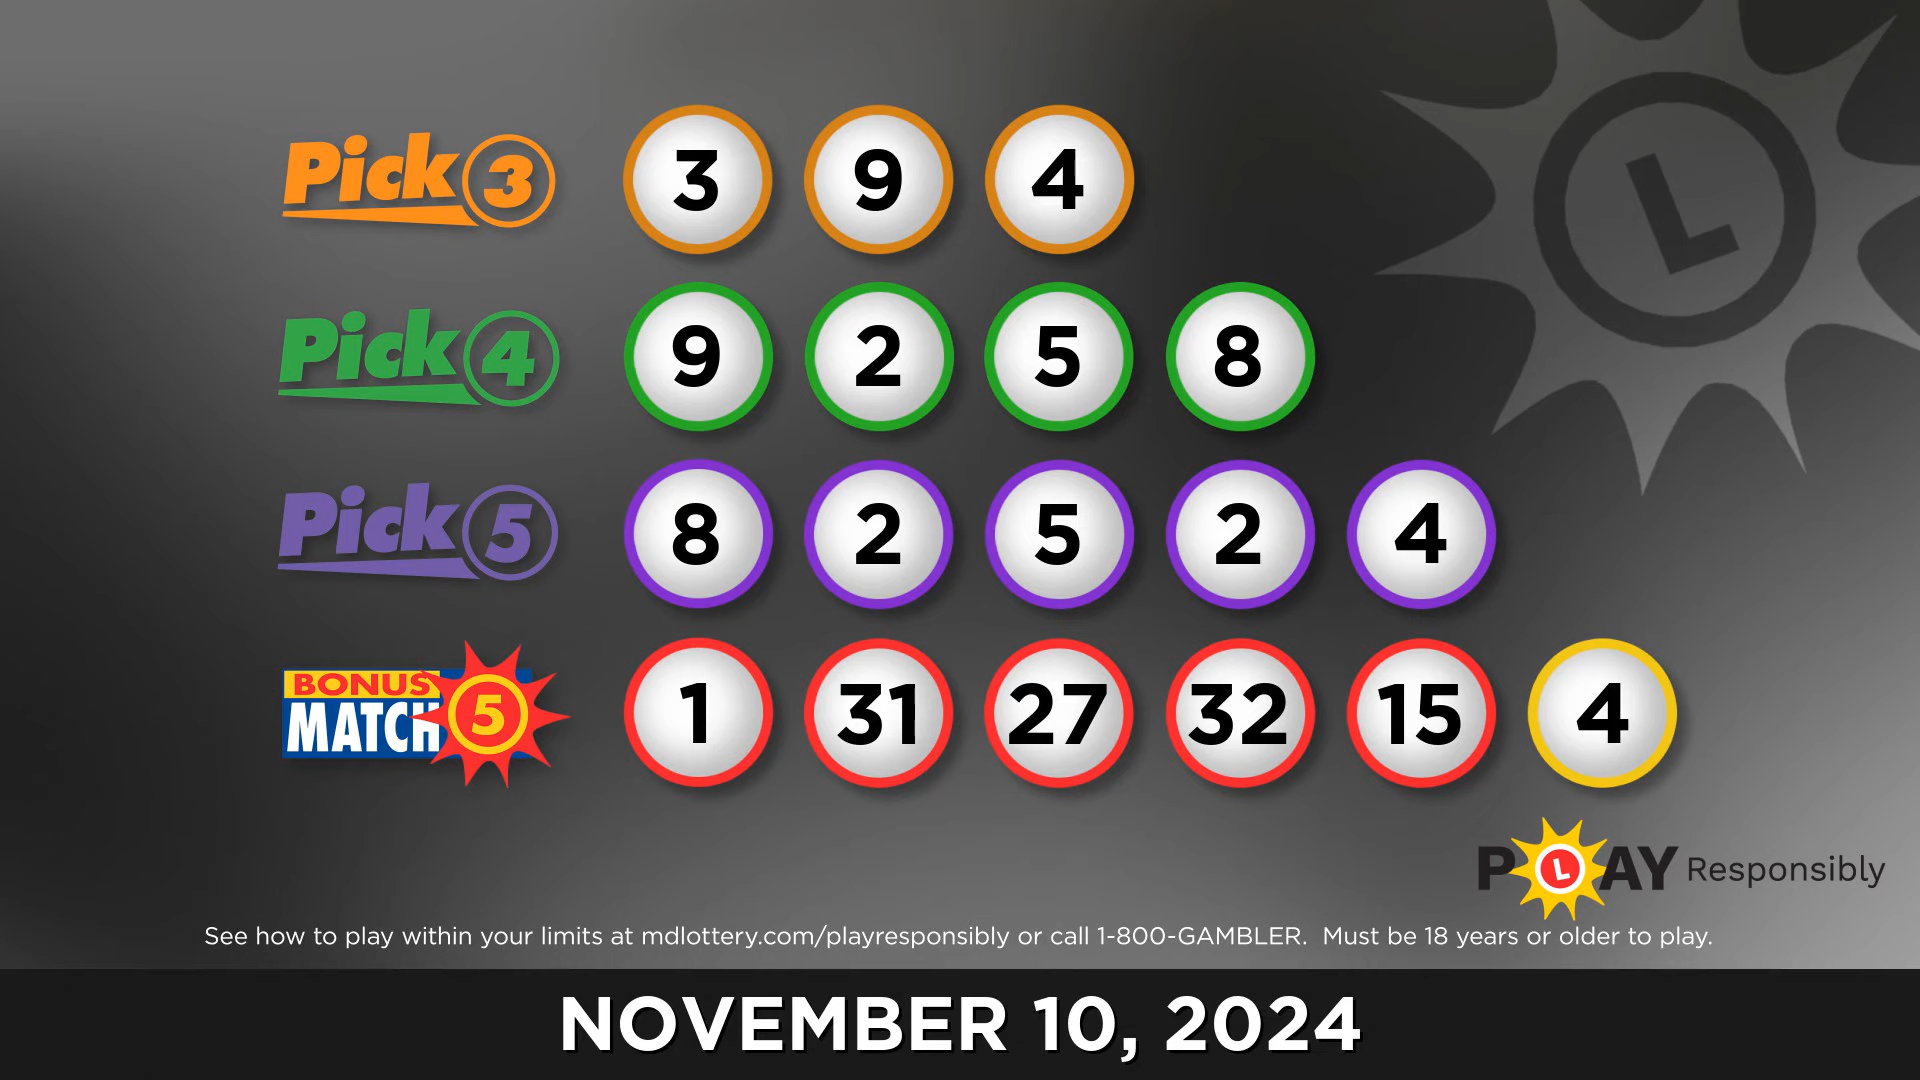 Pick 3 3 9 4
Pick 4 9 2 5 8
Pick 5 8 2 5 2 4
BONUS
MATCH 5 1 31 27 32 15 4
L
PLAY Responsibly
See how to play within your limits at mdlottery.com/playresponsibly or call 1-800-GAMBLER. Must be 18 years or older to play.
NOVEMBER 10, 2024